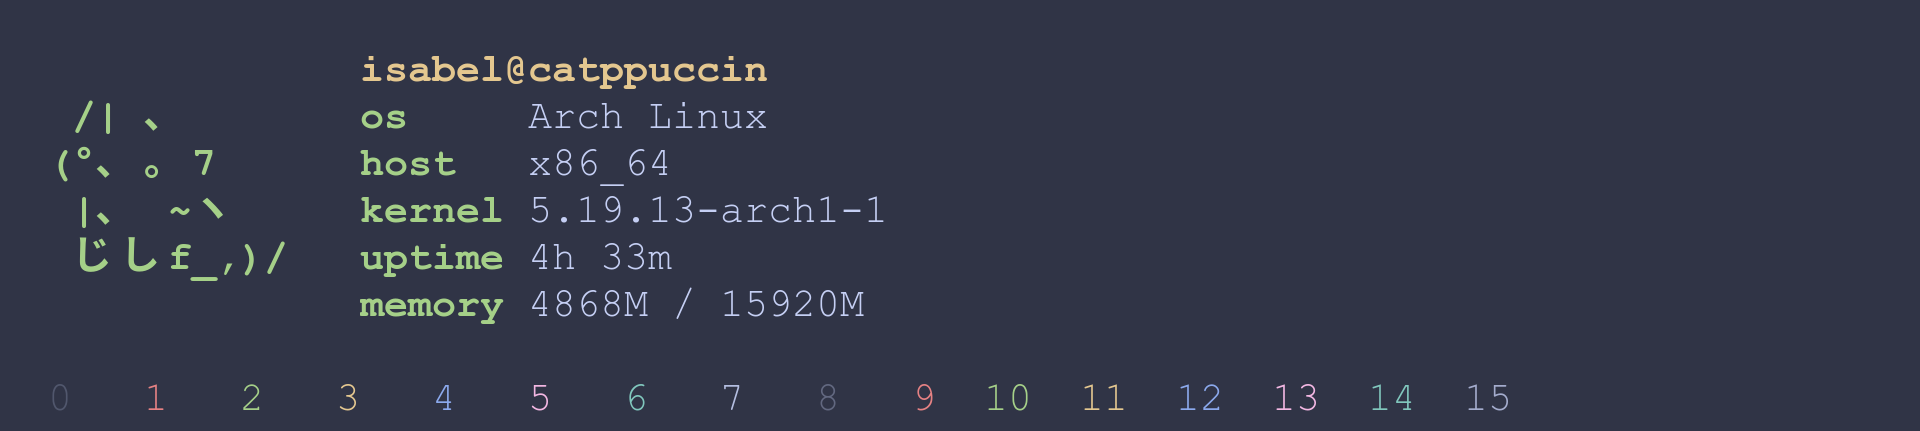 isabel@catppuccin
/|、 os Arch Linux
(°、。7 host x86_64
|、 ~ヽ kernel 5.19.13-arch1-1
じしf_,)/ uptime 4h 33m
memory 4868M / 15920M
0 1 2 3 4 5 6 7 8 9 10 11 12 13 14 15